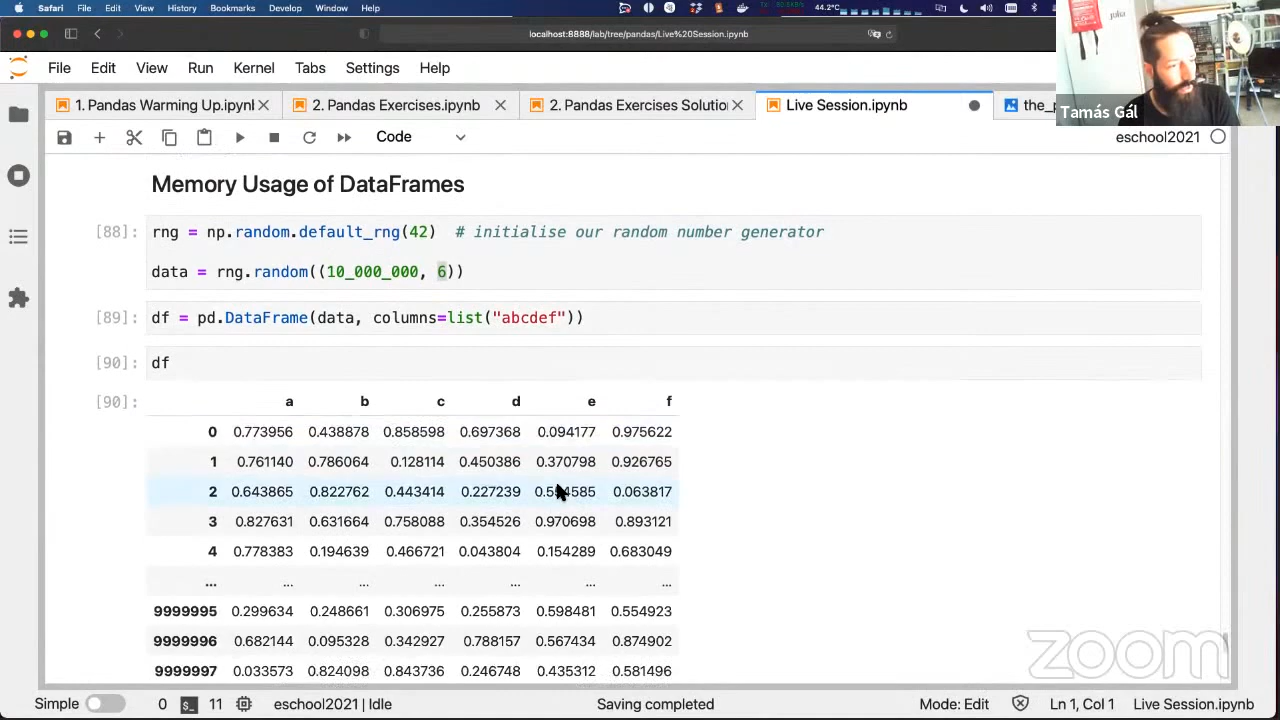 Safari File Edit View History Bookmarks Develop Window Help 44.2°C
localhost:8888/lab/tree/pandas/Live%20Session.ipynb
File Edit View Run Kernel Tabs Settings Help
1. Pandas Warming Up.ipynl 2. Pandas Exercises.ipynb 2. Pandas Exercises Solutio Live Session.ipynb the_p
Tamás Gál
Code eschool2021
Memory Usage of DataFrames
[88]: rng = np.random.default_rng(42) # initialise our random number generator
data = rng.random((10_000_000, 6))
[89]: df = pd.DataFrame(data, columns=list("abcdef"))
[90]: df
[90]: a b c d e f
0 0.773956 0.438878 0.858598 0.697368 0.094177 0.975622
1 0.761140 0.786064 0.128114 0.450386 0.370798 0.926765
2 0.643865 0.822762 0.443414 0.227239 0.063817
3 0.827631 0.631664 0.758088 0.354526 0.970698 0.893121
4 0.778383 0.194639 0.466721 0.043804 0.154289 0.683049
... ... ... ... ... ... ...
9999995 0.299634 0.248661 0.306975 0.255873 0.598481 0.554923
9999996 0.682144 0.095328 0.342927 0.788157 0.567434 0.874902
9999997 0.033573 0.824098 0.843736 0.246748 0.435312 0.581496
zoom
Simple 0 11 eschool2021 | Idle Saving completed Mode: Edit Ln 1, Col 1 Live Session.ipynb